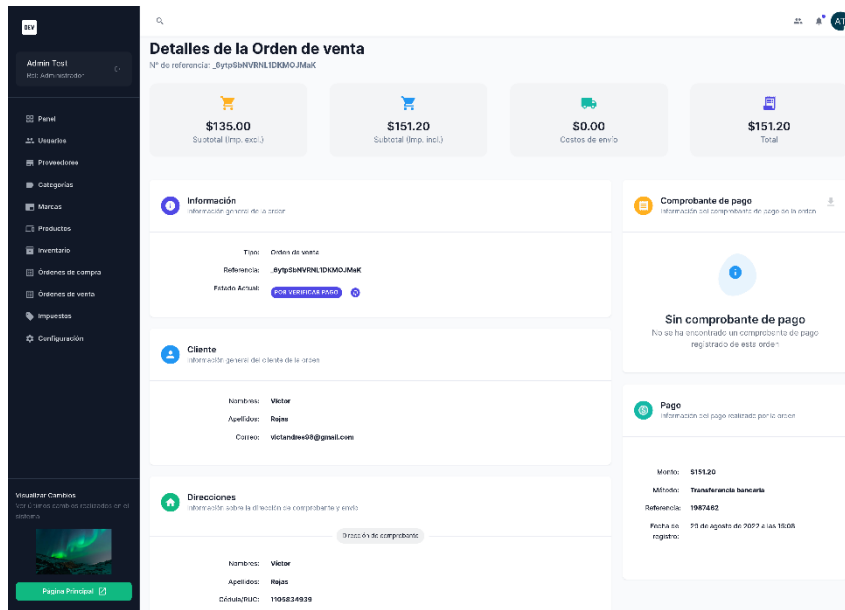 DEV
Admin Test
Rol: Administrador
Panel
Usuarios
Proveedores
Categorías
Marcas
Productos
Inventario
Órdenes de compra
Órdenes de venta
Impuestos
Configuración
Visualizar Cambios
Ver últimos cambios realizados en el
sistema
Pagina Principal
AT
Detalles de la Orden de venta
N° de referencia: _6ytpSbNVRNL1DKMOJMaK
$135.00
Subtotal (Imp. excl.)
$151.20
Subtotal (Imp. incl.)
$0.00
Costos de envío
$151.20
Total
Información
Información general de la orden
Tipo: Orden de venta
Referencia: _6ytpSbNVRNL1DKMOJMaK
Estado Actual: POR VERIFICAR PAGO
Cliente
Información general del cliente de la orden
Nombres: Victor
Apellidos: Rojas
Correo: victandres98@gmail.com
Direcciones
Información sobre la dirección de comprobante y envío
Dirección de comprobante
Nombres: Victor
Apellidos: Rojas
Cédula/RUC: 1105834939
Comprobante de pago
Información del comprobante de pago de la orden
Sin comprobante de pago
No se ha encontrado un comprobante de pago
registrado de esta orden
Pago
Información del pago realizado por la orden
Monto: $151.20
Método: Transferencia bancaria
Referencia: 1987462
Fecha de registro: 29 de agosto de 2022 a las 16:08